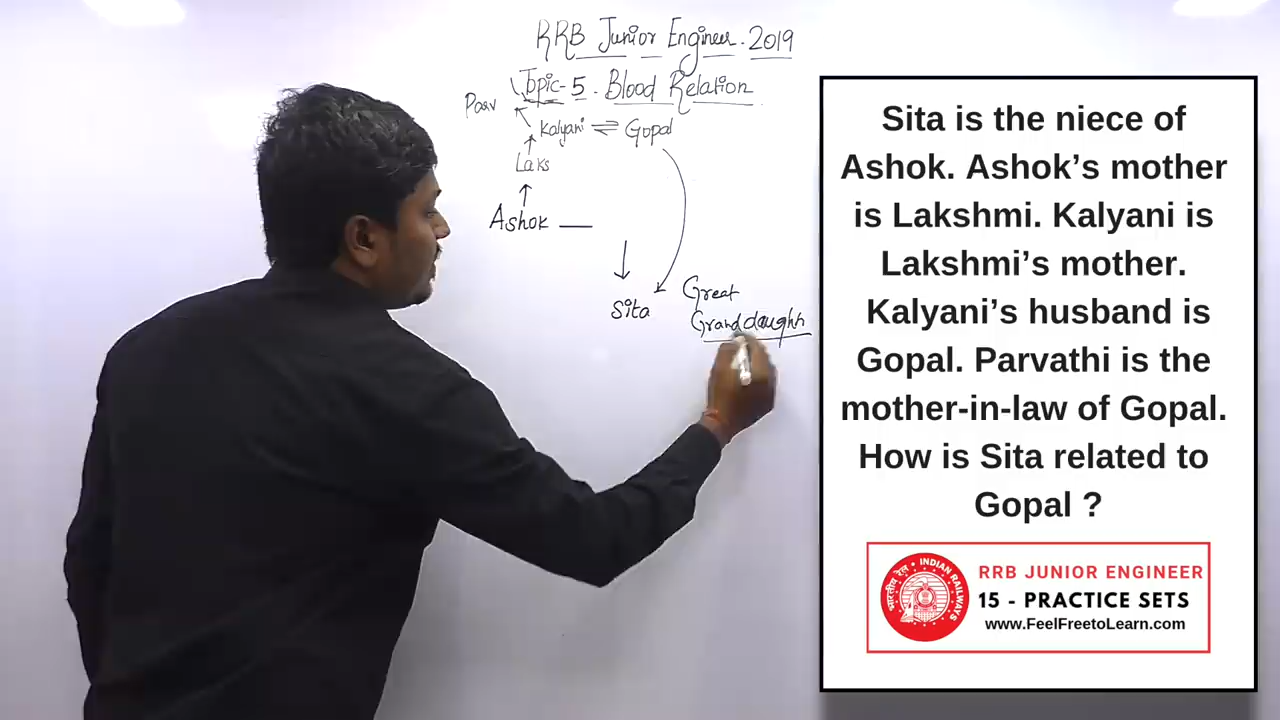 RRB Junior Engineer. 2019
Topic-5. Blood Relation
Parv
Kalyani ⇌ Gopal
Laks
Ashok
Sita
Great
Sita is the niece of
Ashok. Ashok’s mother
is Lakshmi. Kalyani is
Lakshmi’s mother.
Kalyani’s husband is
Gopal. Parvathi is the
mother-in-law of Gopal.
How is Sita related to
Gopal ?
भारतीय रेल • INDIAN RAILWAYS
RRB JUNIOR ENGINEER
15 - PRACTICE SETS
www.FeelFreetoLearn.com